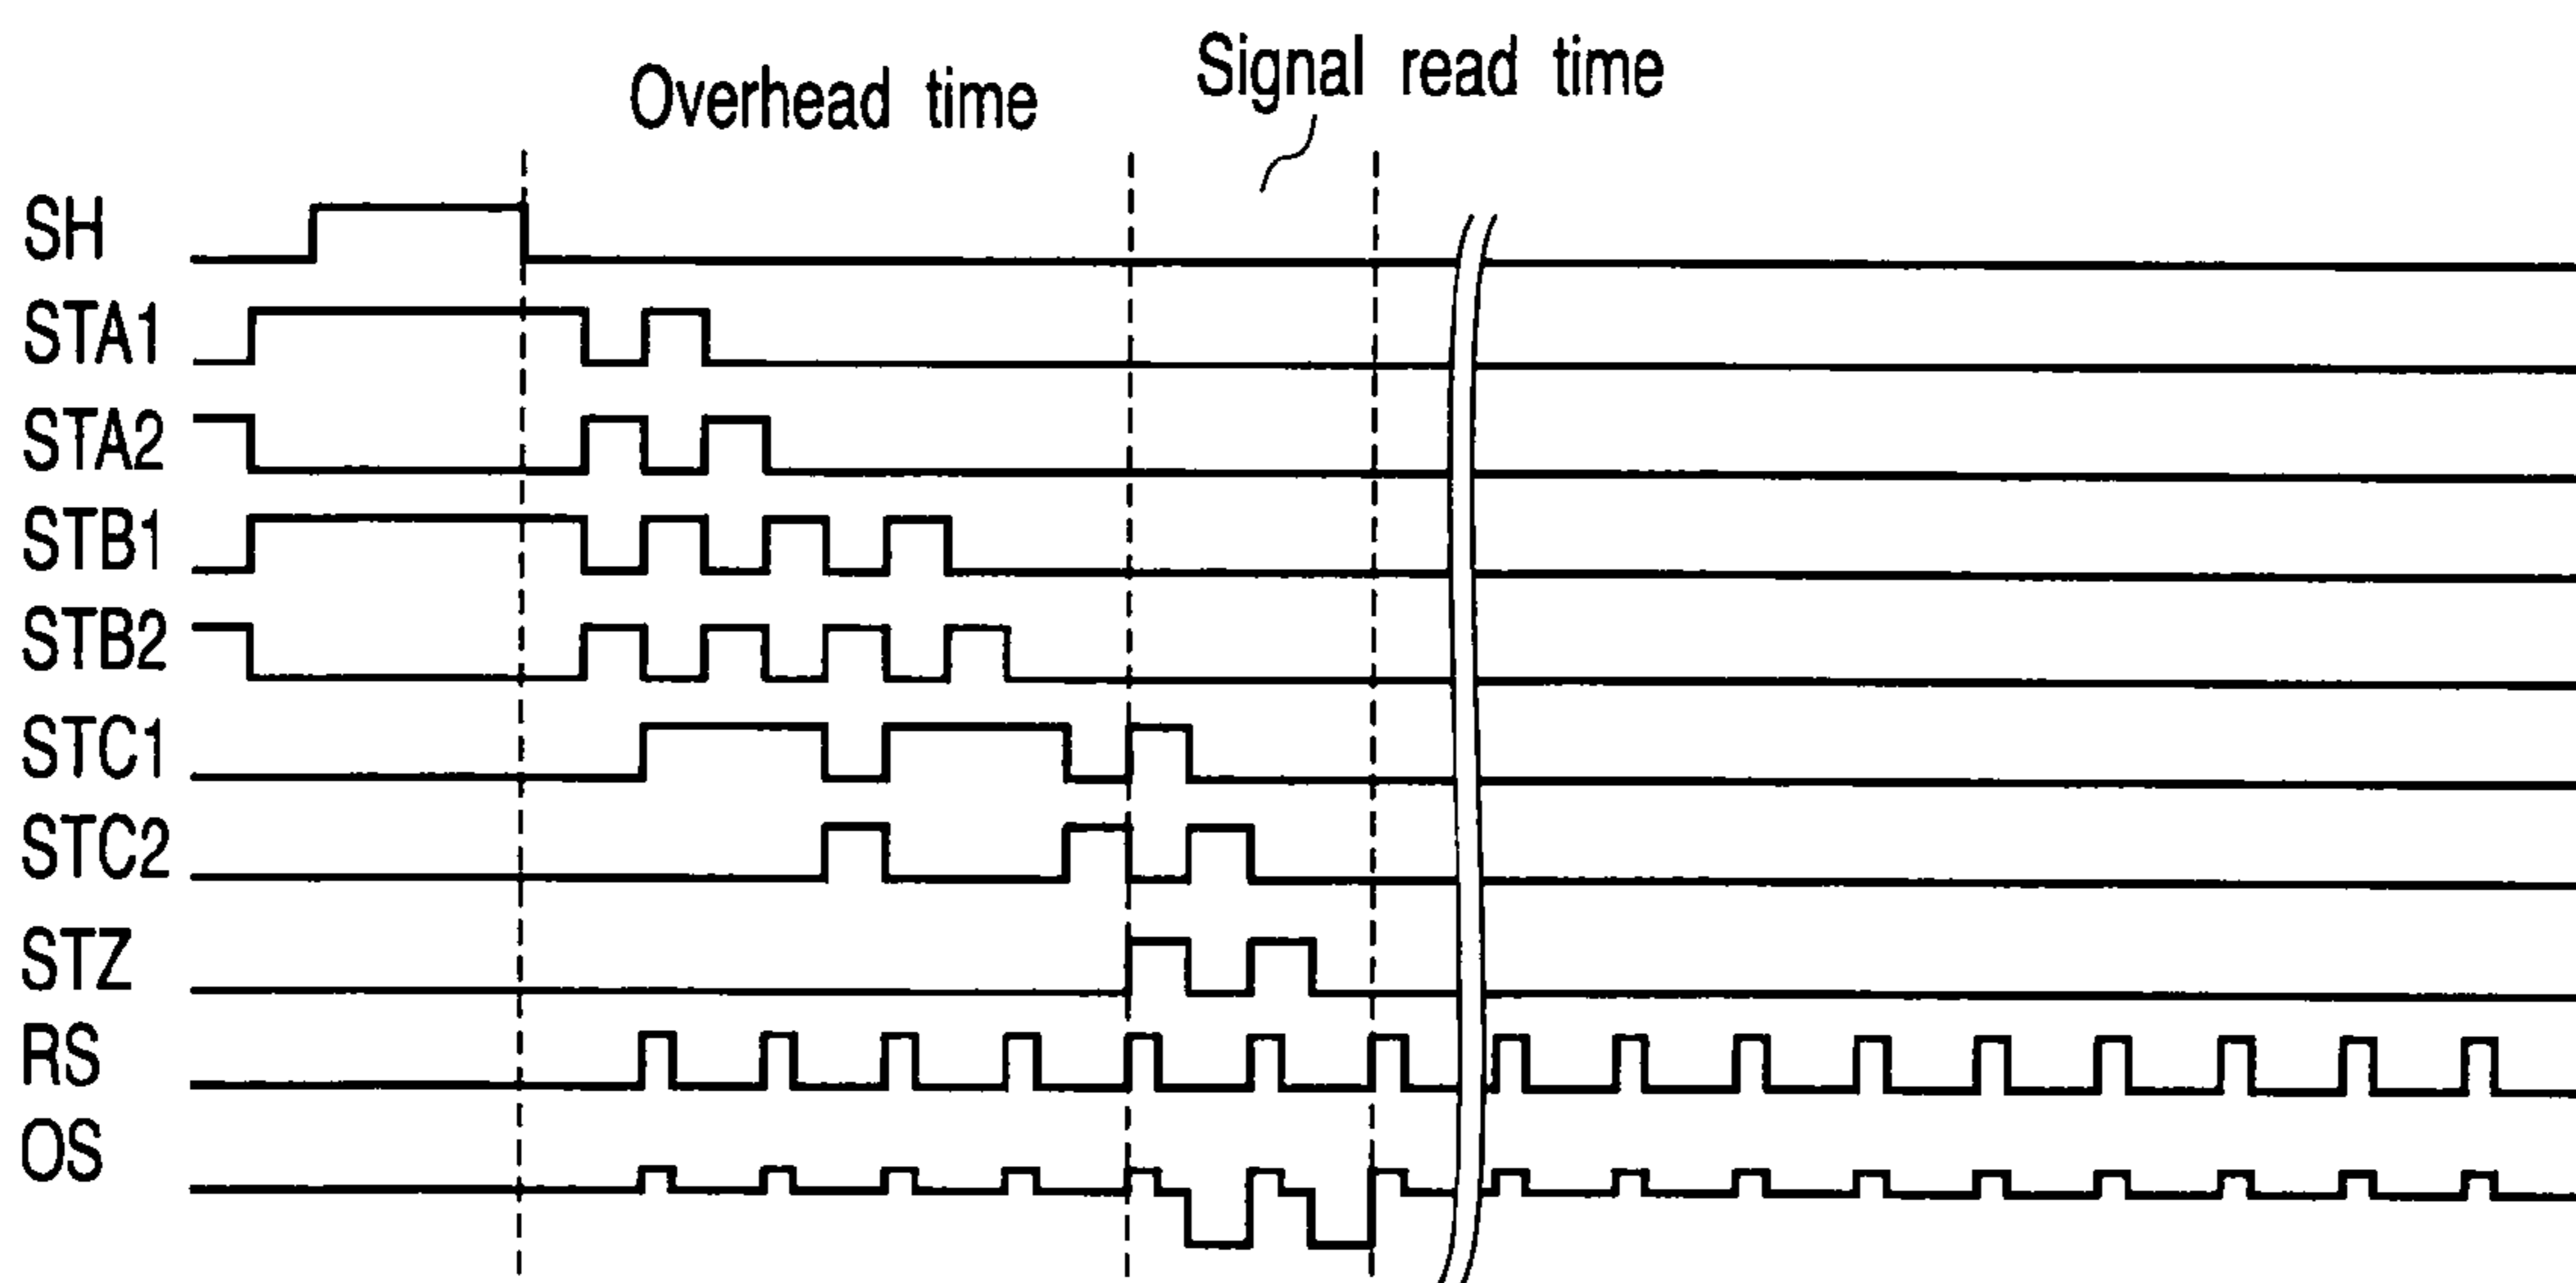 Overhead time
Signal read time
SH
STA1
STA2
STB1
STB2
STC1
STC2
STZ
RS
OS